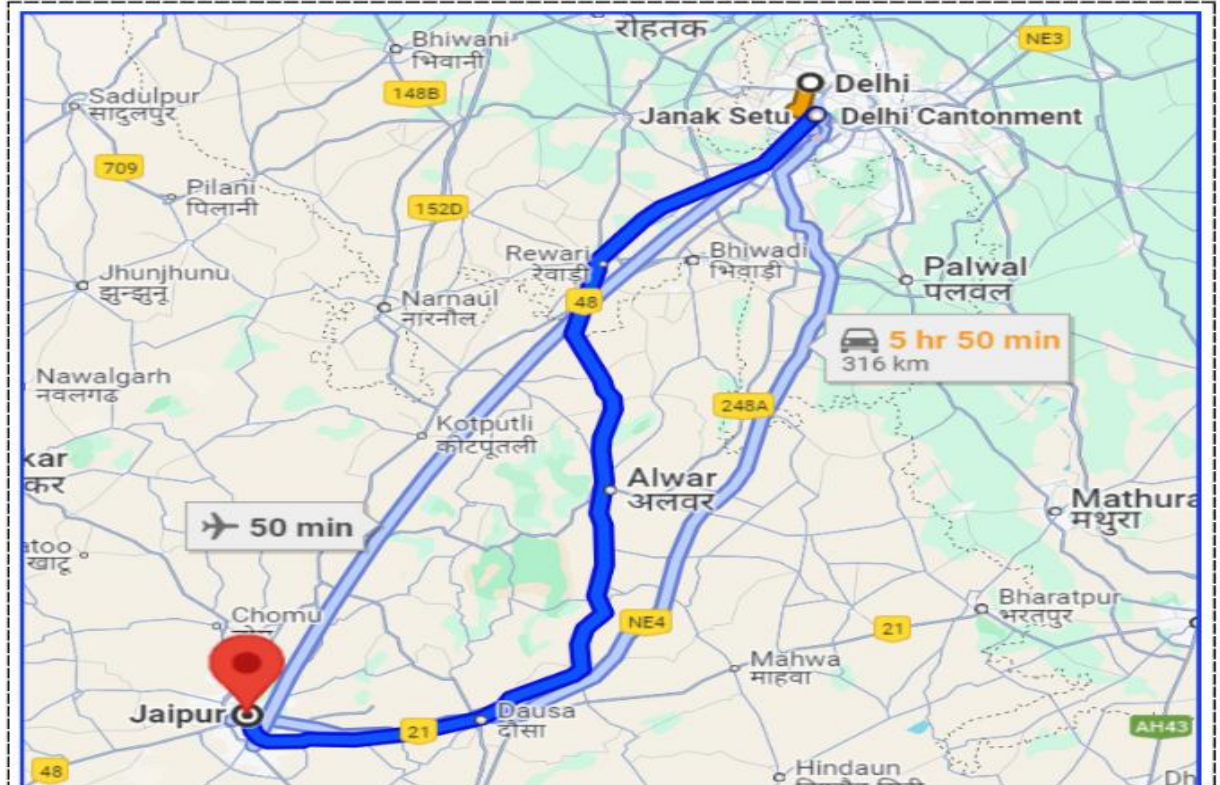 रोहतक
NE3
Bhiwani
भिवानी
Delhi
148B
Sadulpur
सादुलपुर
Janak Setu
Delhi Cantonment
709
Pilani
पिलानी
152D
Rewari
रेवाड़ी
Bhiwadi
भिवाड़ी
Palwal
पलवल
Jhunjhunu
झुन्झुनू
Narnaul
नारनौल
48
5 hr 50 min
316 km
Nawalgarh
नवलगढ
248A
Kotputli
कोटपूतली
kar
कर
Alwar
अलवर
Mathura
मथुरा
50 min
atoo
खाटू
Chomu
Bharatpur
भरतपुर
NE4
21
Mahwa
माहवा
Jaipur
Dausa
दौसा
21
AH43
48
Hindaun
Dh